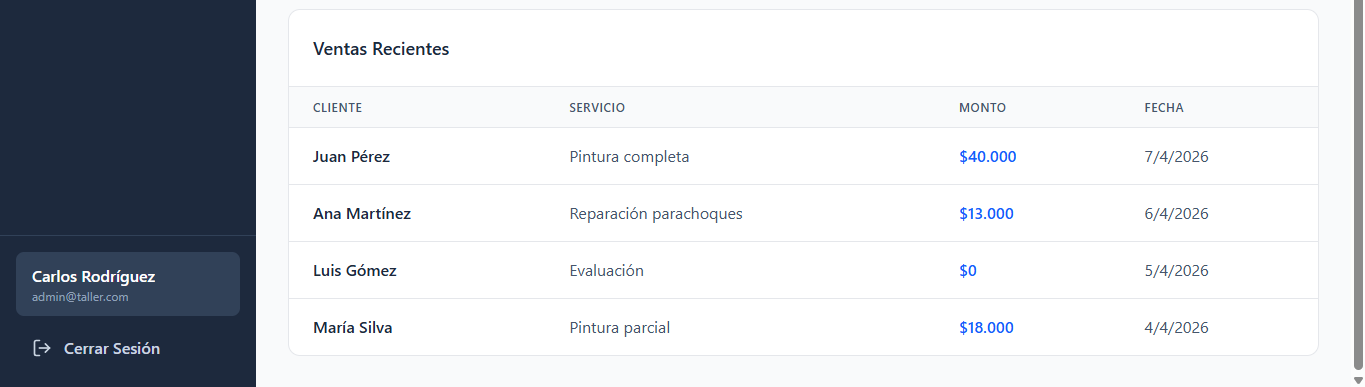 Ventas Recientes
CLIENTE SERVICIO MONTO FECHA
Juan Pérez Pintura completa $40.000 7/4/2026
Ana Martínez Reparación parachoques $13.000 6/4/2026
Luis Gómez Evaluación $0 5/4/2026
María Silva Pintura parcial $18.000 4/4/2026
Carlos Rodríguez
admin@taller.com
Cerrar Sesión